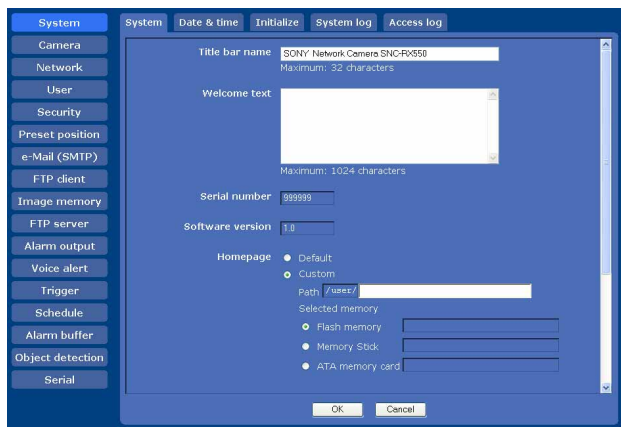 System
Camera
Network
User
Security
Preset position
e-Mail (SMTP)
FTP client
Image memory
FTP server
Alarm output
Voice alert
Trigger
Schedule
Alarm buffer
Object detection
Serial
System Date & time Initialize System log Access log
Title bar name SONY Network Camera SNC-RX550
Maximum: 32 characters
Welcome text
Maximum: 1024 characters
Serial number 999999
Software version 1.0
Homepage Default
Custom
Path /user/
Selected memory
Flash memory
Memory Stick
ATA memory card
OK Cancel